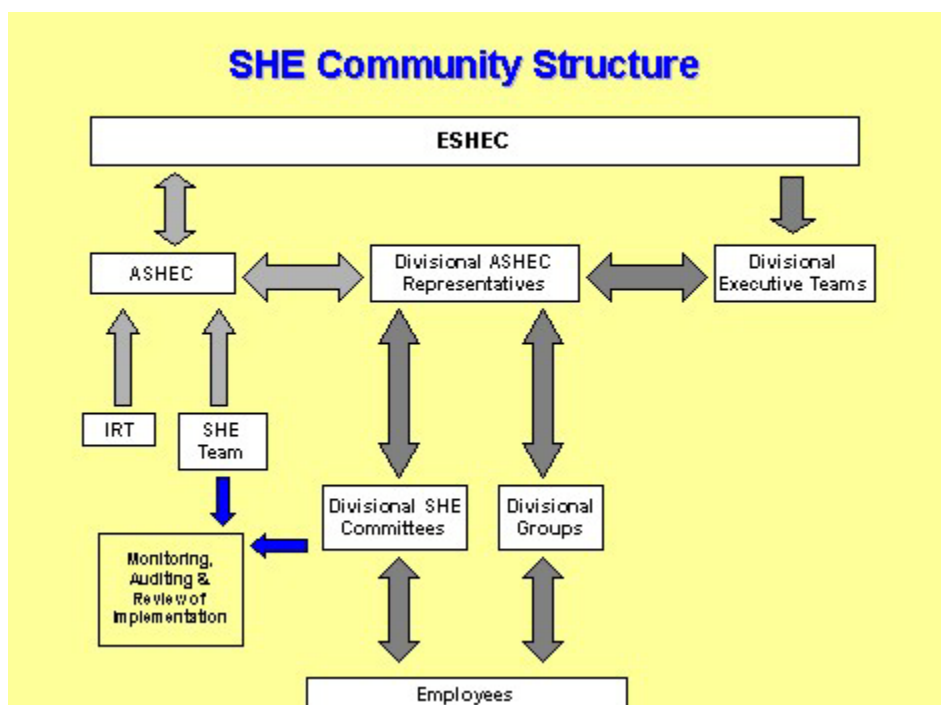 SHE Community Structure
ESHEC
ASHEC
Divisional ASHEC
Representatives
Divisional
Executive Teams
IRT
SHE
Team
Divisional SHE
Committees
Divisional
Groups
Monitoring,
Auditing &
Review of
Implementation
Employees